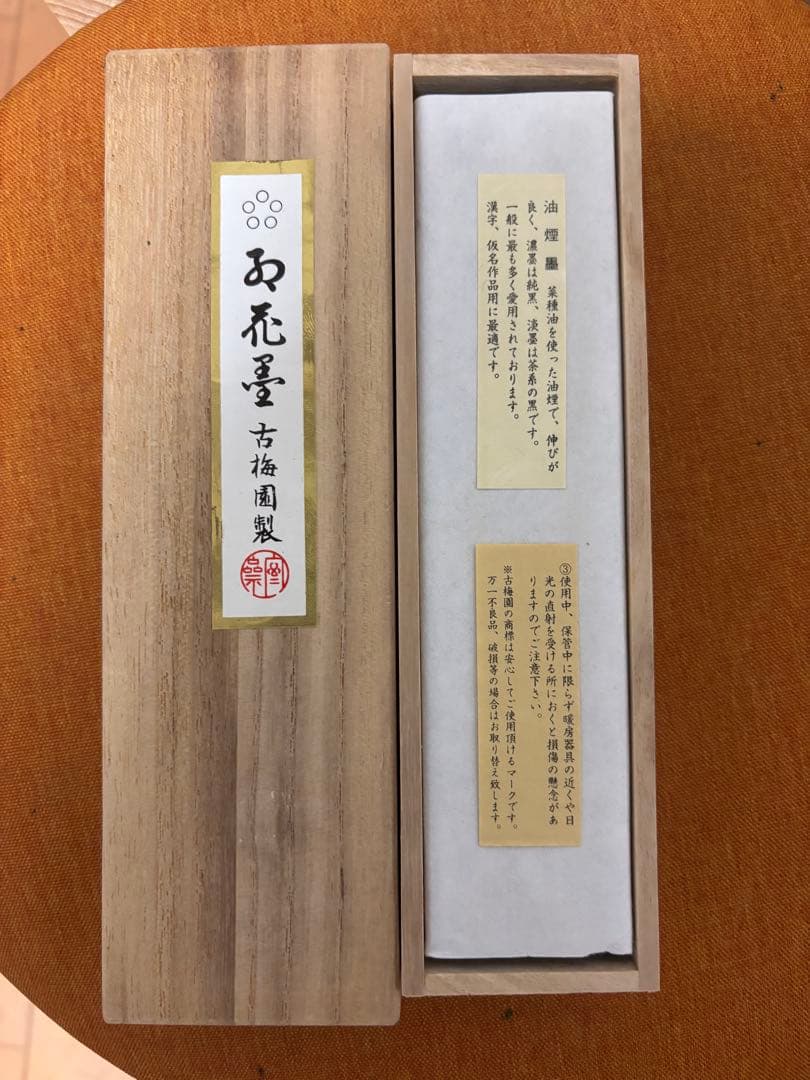 紅花墨 古梅園製
油煙墨 菜種油を使った油煙で、伸びが
良く、濃墨は純黒、淡墨は茶系の黒です。
一般に最も多く愛用されております。
漢字、仮名作品用に最適です。
③使用中、保管中に限らず暖房器具の近くや日
光の直射を受ける所におくと損傷の懸念があ
りますのでご注意下さい。
※古梅園の商標は安心してご使用頂けるマークです。
万一不良品、破損等の場合はお取り替え致します。